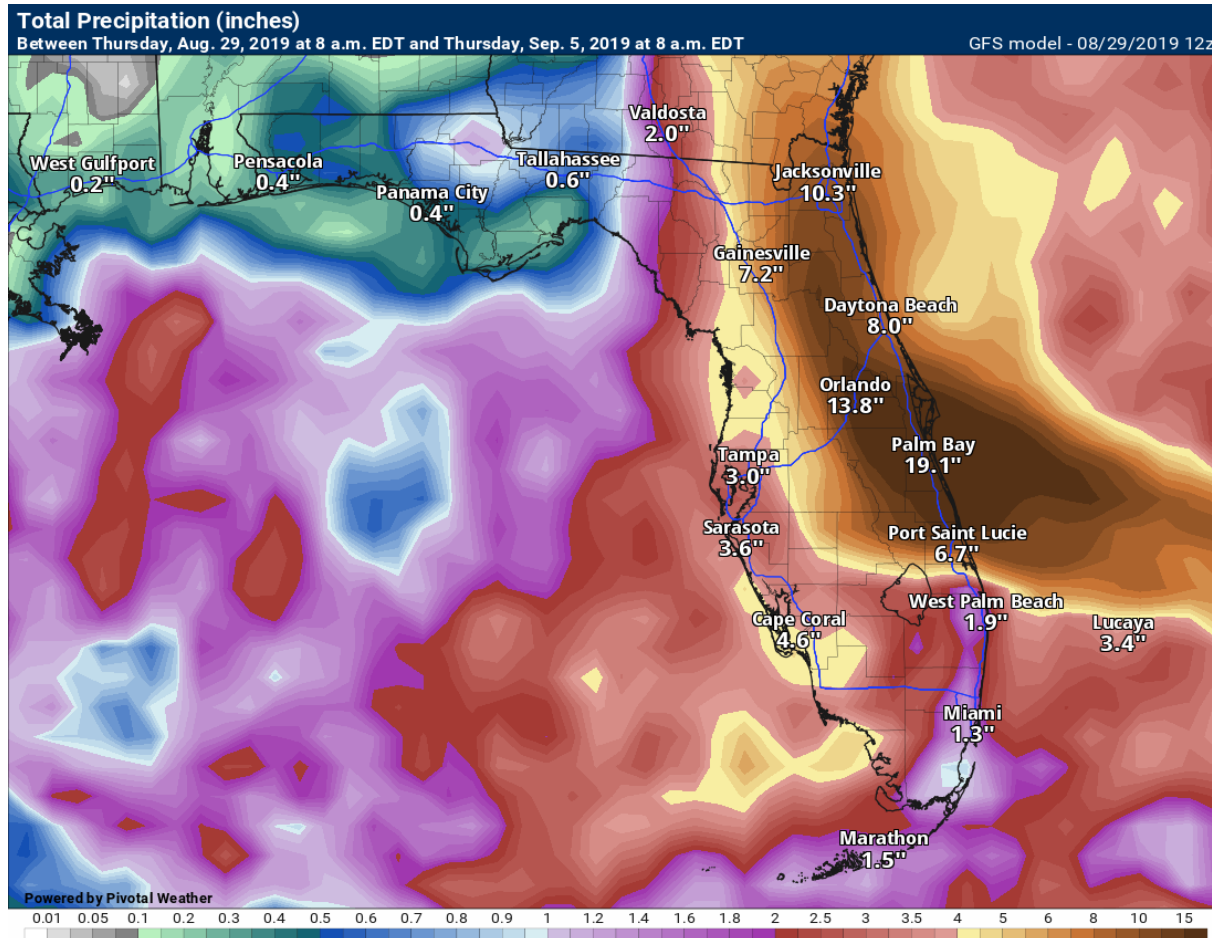 Total Precipitation (inches)
Between Thursday, Aug. 29, 2019 at 8 a.m. EDT and Thursday, Sep. 5, 2019 at 8 a.m. EDT
GFS model - 08/29/2019 12z
Valdosta
2.0"
West Gulfport
0.2"
Pensacola
0.4"
Tallahassee
0.6"
Panama City
0.4"
Jacksonville
10.3"
Gainesville
7.2"
Daytona Beach
8.0"
Orlando
13.8"
Palm Bay
19.1"
Tampa
3.0"
Sarasota
3.6"
Port Saint Lucie
6.7"
West Palm Beach
1.9"
Cape Coral
4.6"
Lucaya
3.4"
Miami
1.3"
Marathon
1.5"
Powered by Pivotal Weather
0.01 0.05 0.1 0.2 0.3 0.4 0.5 0.6 0.7 0.8 0.9 1 1.2 1.4 1.6 1.8 2 2.5 3 3.5 4 5 6 8 10 15